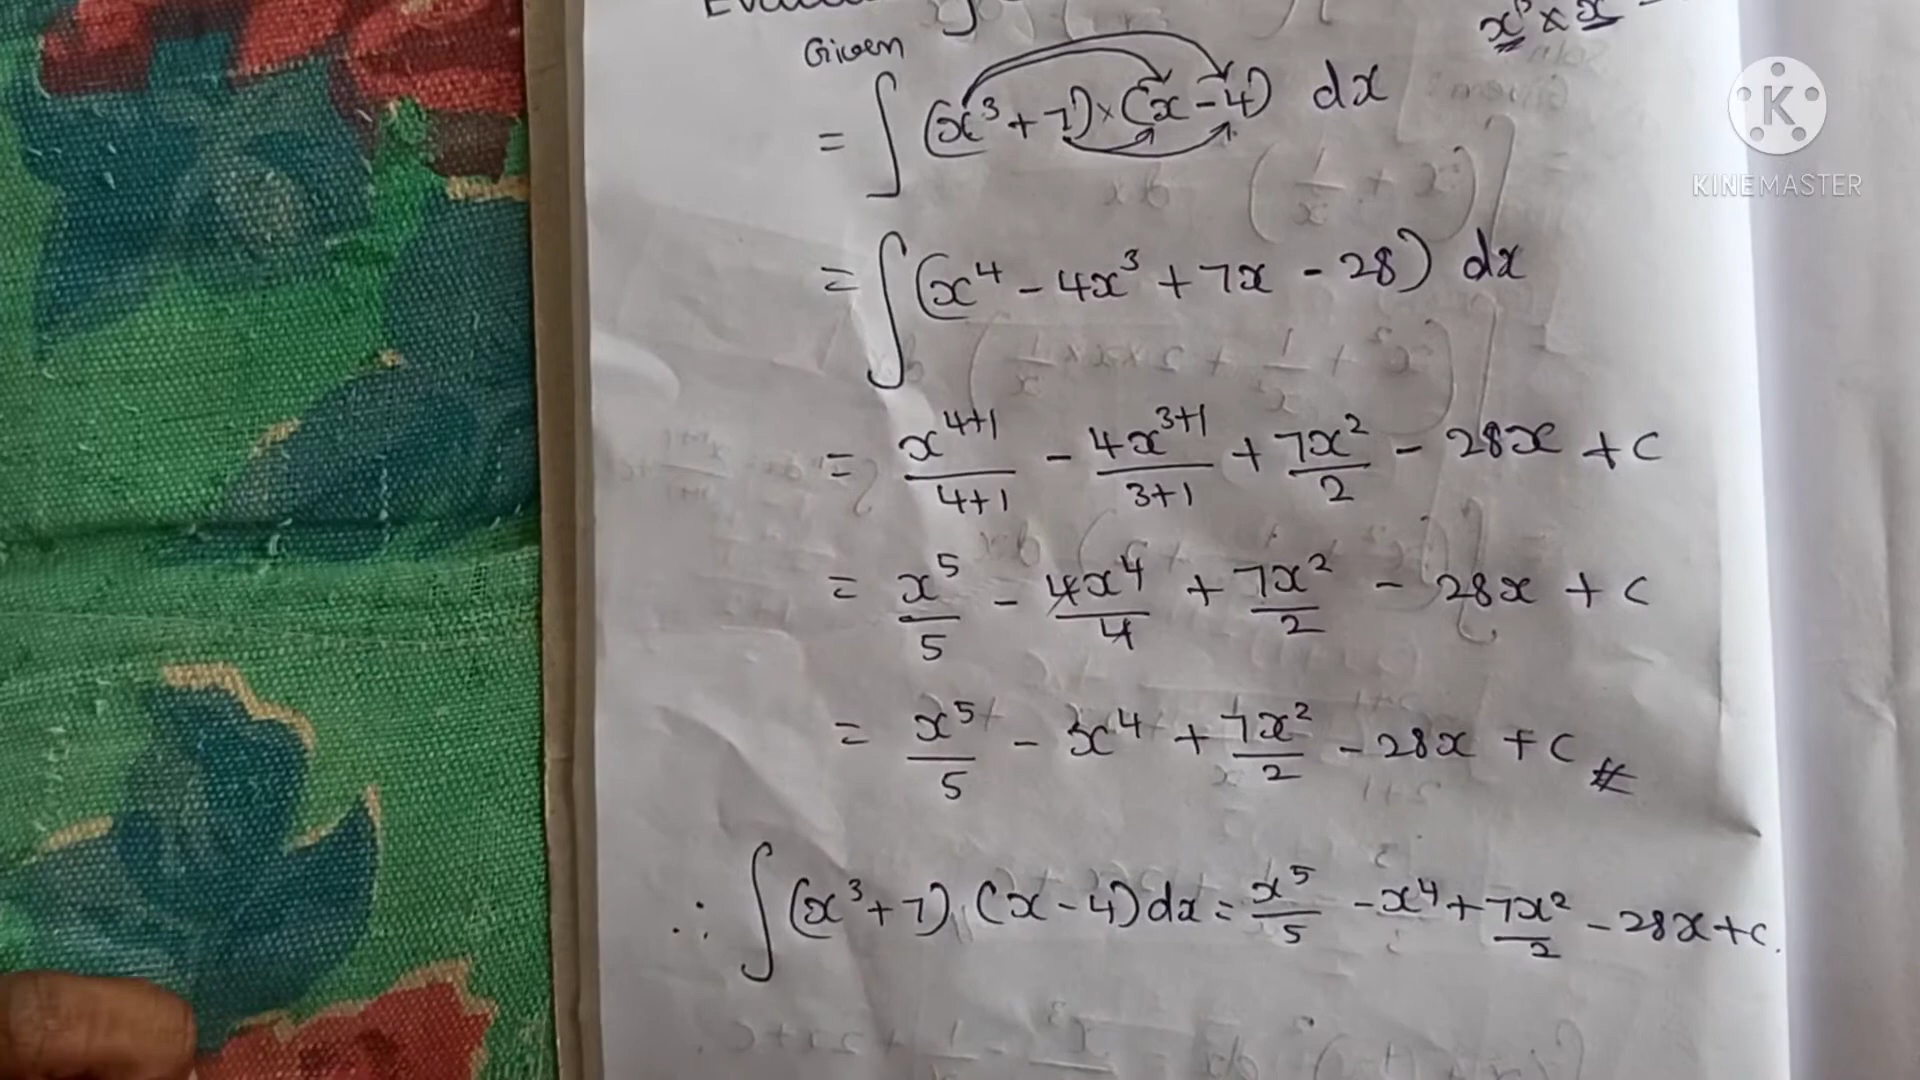 x³ × x
Given
= ∫ (x³ + 7) × (x - 4) dx
= ∫ (x⁴ - 4x³ + 7x - 28) dx
= x⁴⁺¹/4+1 - 4x³⁺¹/3+1 + 7x²/2 - 28x + c
= x⁵/5 - 4x⁴/4 + 7x²/2 - 28x + c
= x⁵/5 - x⁴ + 7x²/2 - 28x + c
∴ ∫ (x³ + 7) (x - 4) dx = x⁵/5 - x⁴ + 7x²/2 - 28x + c.
K
KINEMASTER